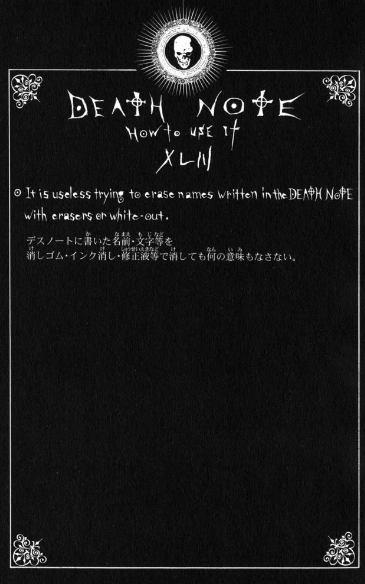 DEATH NOTE
HOW to USE It
XLIII
It is useless trying to erase names written in the DEATH NOTE
with erasers or white-out.
デスノートに書いた名前・文字等を
消しゴム・インク消し・修正液等で消しても何の意味もなさない。